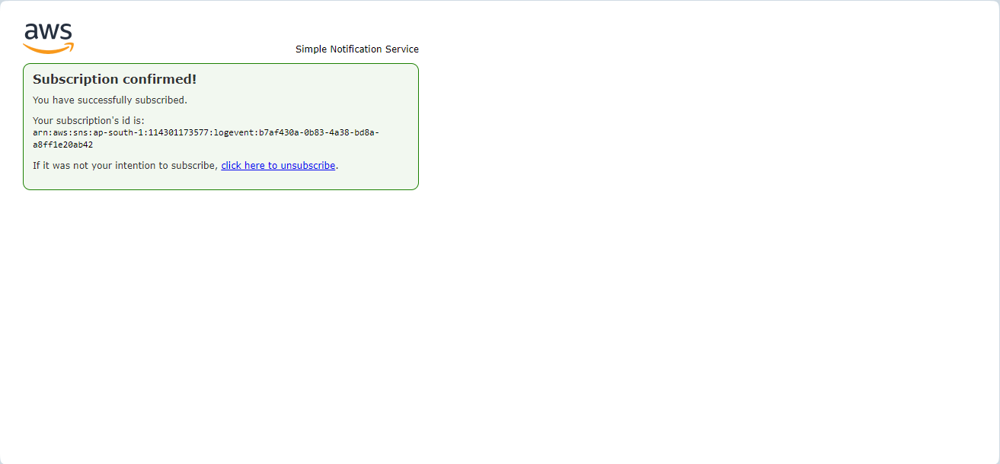 aws
Simple Notification Service
Subscription confirmed!
You have successfully subscribed.
Your subscription's id is:
arn:aws:sns:ap-south-1:114301173577:logevent:b7af430a-0b83-4a38-bd8a-
a8ff1e20ab42
If it was not your intention to subscribe, click here to unsubscribe.